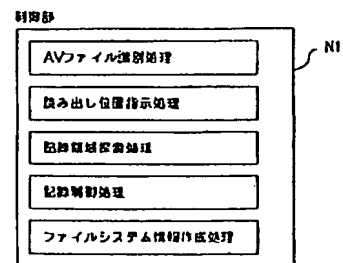 制御部
N1
AVファイル識別処理
読み出し位置指示処理
記録領域探索処理
記録制御処理
ファイルシステム情報作成処理